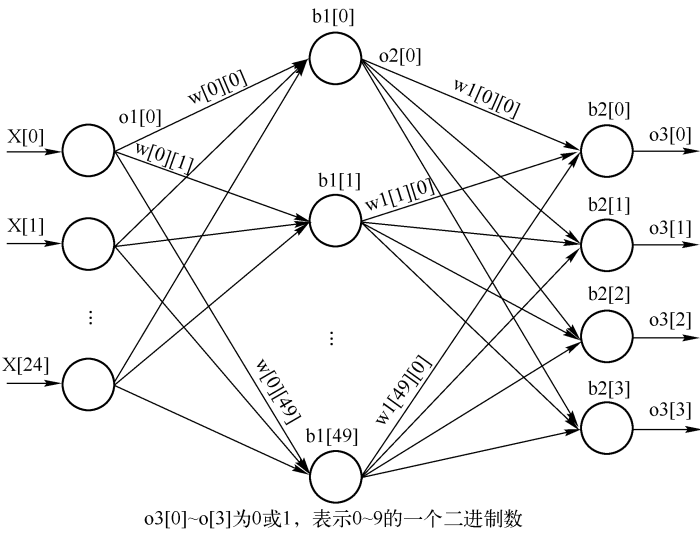 b1[0]
o2[0]
w[0][0]
w1[0][0]
b2[0]
o1[0]
X[0]
o3[0]
w[0][1]
b1[1]
w1[1][0]
b2[1]
X[1]
o3[1]
b2[2]
⋮
o3[2]
⋮
X[24]
w[0][49]
w1[49][0]
b2[3]
o3[3]
b1[49]
o3[0]~o[3]为0或1，表示0~9的一个二进制数